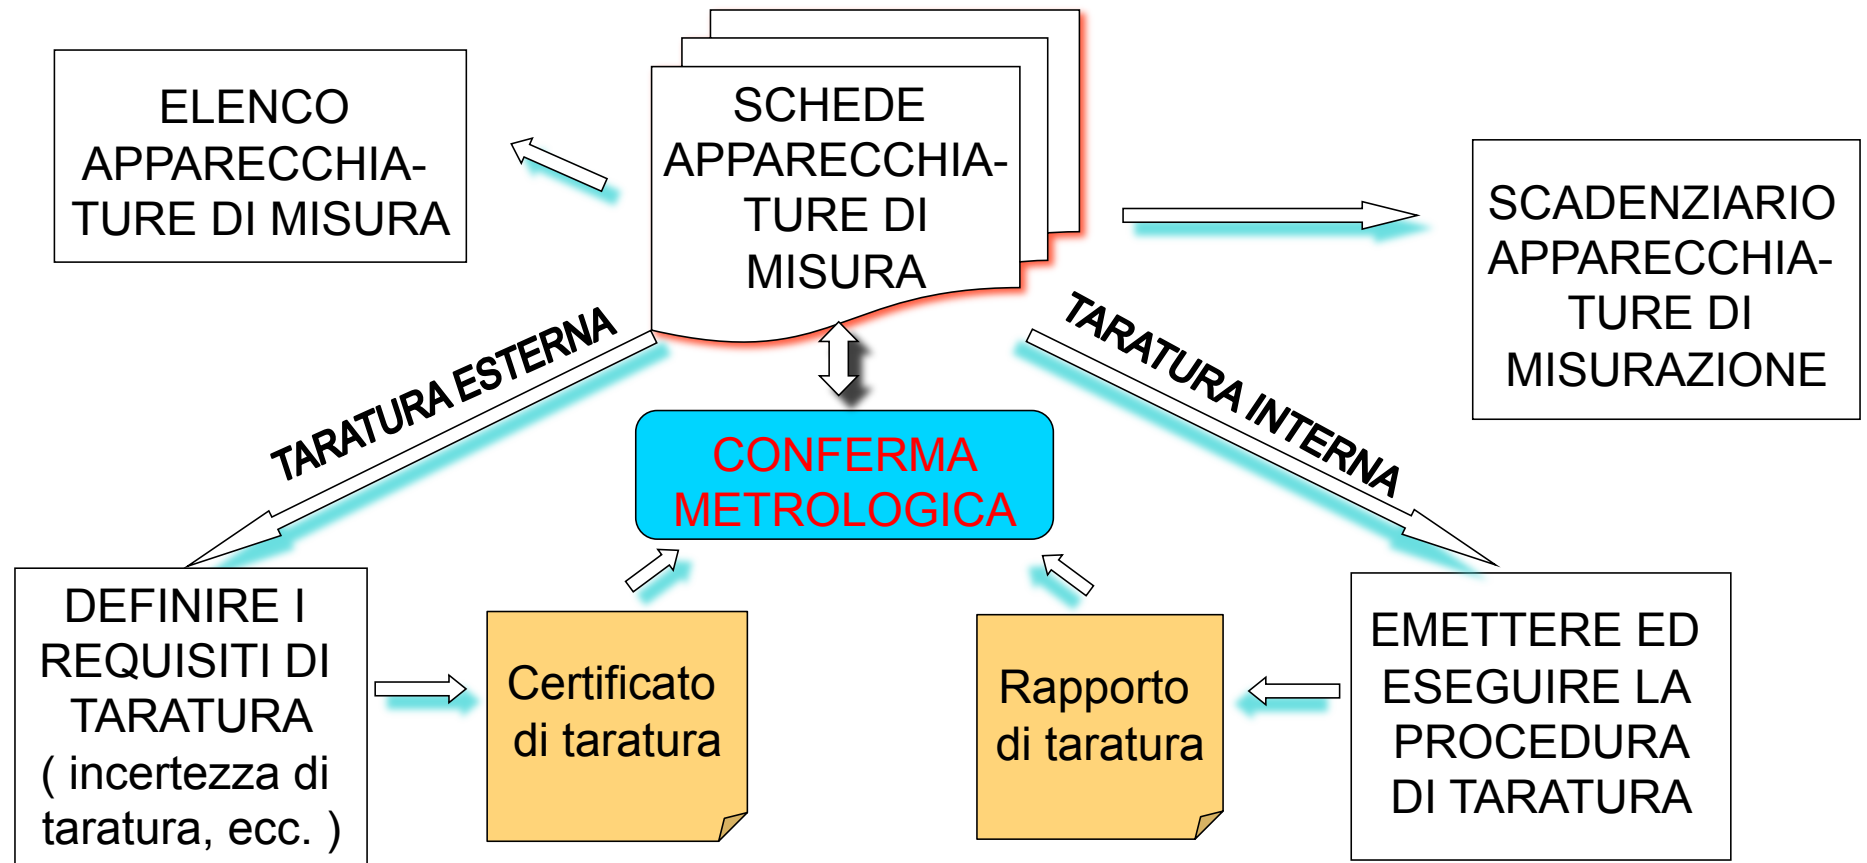 ELENCO
APPARECCHIA-
TURE DI MISURA
SCHEDE
APPARECCHIA-
TURE DI
MISURA
SCADENZIARIO
APPARECCHIA-
TURE DI
MISURAZIONE
TARATURA ESTERNA
TARATURA INTERNA
CONFERMA
METROLOGICA
DEFINIRE I
REQUISITI DI
TARATURA
( incertezza di
taratura, ecc. )
Certificato
di taratura
Rapporto
di taratura
EMETTERE ED
ESEGUIRE LA
PROCEDURA
DI TARATURA